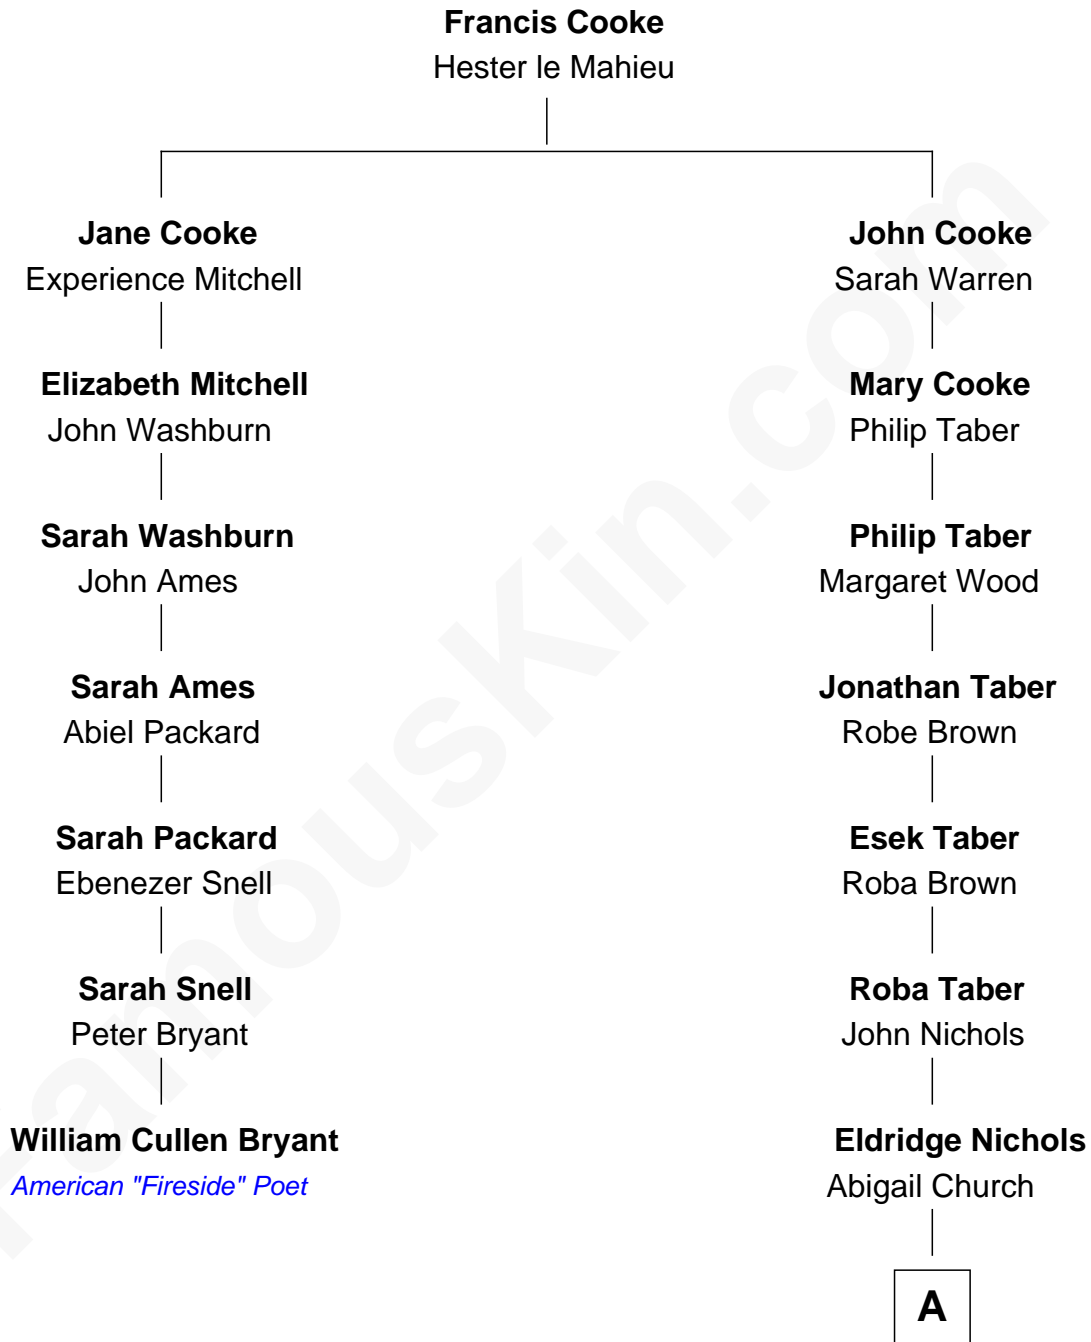 Francis Cooke
Hester le Mahieu
Jane Cooke
Experience Mitchell
Elizabeth Mitchell
John Washburn
Sarah Washburn
John Ames
Sarah Ames
Abiel Packard
Sarah Packard
Ebenezer Snell
Sarah Snell
Peter Bryant
William Cullen Bryant
American "Fireside" Poet
John Cooke
Sarah Warren
Mary Cooke
Philip Taber
Philip Taber
Margaret Wood
Jonathan Taber
Robe Brown
Esek Taber
Roba Brown
Roba Taber
John Nichols
Eldridge Nichols
Abigail Church
A
FamousKin.com